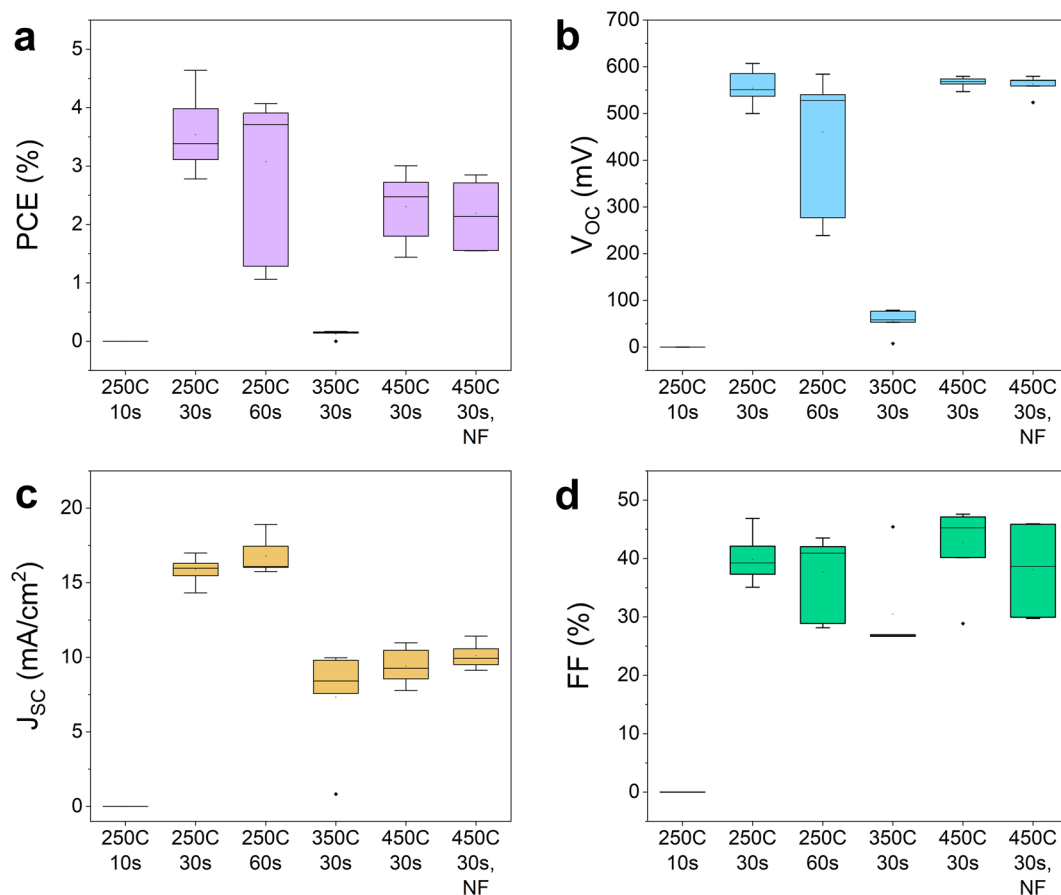 a
PCE (%)
5
4
3
2
1
0
250C 250C 250C 350C 450C 450C
10s 30s 60s 30s 30s 30s,
NF
b
V_OC (mV)
700
600
500
400
300
200
100
0
250C 250C 250C 350C 450C 450C
10s 30s 60s 30s 30s 30s,
NF
c
J_SC (mA/cm²)
20
15
10
5
0
250C 250C 250C 350C 450C 450C
10s 30s 60s 30s 30s 30s,
NF
d
FF (%)
50
40
30
20
10
0
250C 250C 250C 350C 450C 450C
10s 30s 60s 30s 30s 30s,
NF